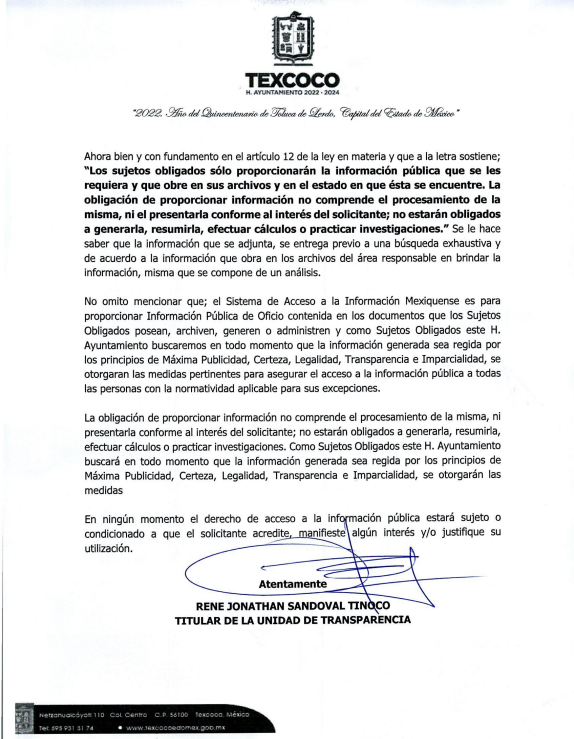 TEXCOCO
H. AYUNTAMIENTO 2022 - 2024
"2022. Año del Quincentenario de Toluca de Lerdo, Capital del Estado de México"
Ahora bien y con fundamento en el artículo 12 de la ley en materia y que a la letra sostiene;
"Los sujetos obligados sólo proporcionarán la información pública que se les
requiera y que obre en sus archivos y en el estado en que ésta se encuentre. La
obligación de proporcionar información no comprende el procesamiento de la
misma, ni el presentarla conforme al interés del solicitante; no estarán obligados
a generarla, resumirla, efectuar cálculos o practicar investigaciones." Se le hace
saber que la información que se adjunta, se entrega previo a una búsqueda exhaustiva y
de acuerdo a la información que obra en los archivos del área responsable en brindar la
información, misma que se compone de un análisis.
No omito mencionar que; el Sistema de Acceso a la Información Mexiquense es para
proporcionar Información Pública de Oficio contenida en los documentos que los Sujetos
Obligados posean, archiven, generen o administren y como Sujetos Obligados este H.
Ayuntamiento buscaremos en todo momento que la información generada sea regida por
los principios de Máxima Publicidad, Certeza, Legalidad, Transparencia e Imparcialidad, se
otorgaran las medidas pertinentes para asegurar el acceso a la información pública a todas
las personas con la normatividad aplicable para sus excepciones.
La obligación de proporcionar información no comprende el procesamiento de la misma, ni
presentarla conforme al interés del solicitante; no estarán obligados a generarla, resumirla,
efectuar cálculos o practicar investigaciones. Como Sujetos Obligados este H. Ayuntamiento
buscará en todo momento que la información generada sea regida por los principios de
Máxima Publicidad, Certeza, Legalidad, Transparencia e Imparcialidad, se otorgarán las
medidas
En ningún momento el derecho de acceso a la información pública estará sujeto o
condicionado a que el solicitante acredite, manifieste algún interés y/o justifique su
utilización.
Atentamente
RENE JONATHAN SANDOVAL TINOCO
TITULAR DE LA UNIDAD DE TRANSPARENCIA
Netzahualcóyotl 110 Col. Centro C.P. 56100 Texcoco, México
Tel: 595 951 51 74 • www.texcocoedomex.gob.mx